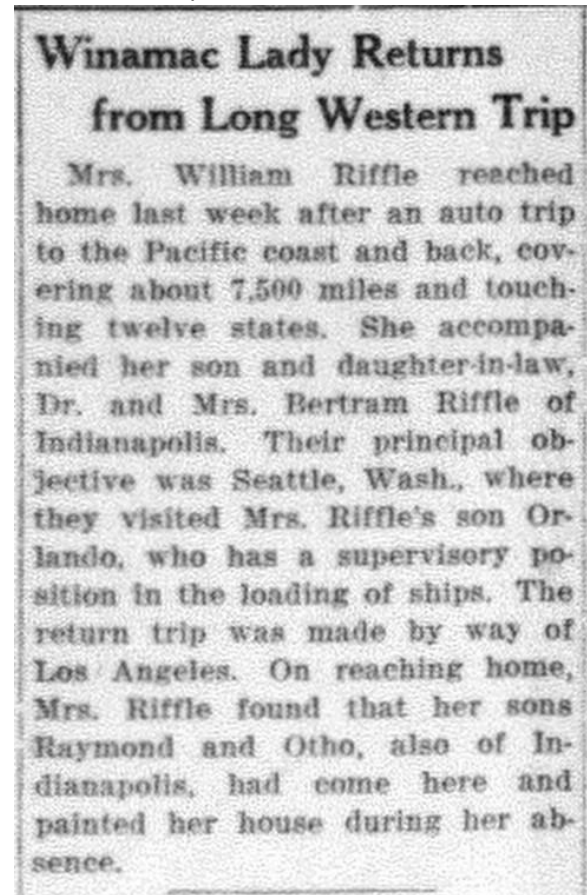 Winamac Lady Returns
from Long Western Trip
Mrs. William Riffle reached
home last week after an auto trip
to the Pacific coast and back, cov-
ering about 7,500 miles and touch-
ing twelve states. She accompa-
nied her son and daughter-in-law,
Dr. and Mrs. Bertram Riffle of
Indianapolis. Their principal ob-
jective was Seattle, Wash., where
they visited Mrs. Riffle's son Or-
lando, who has a supervisory po-
sition in the loading of ships. The
return trip was made by way of
Los Angeles. On reaching home,
Mrs. Riffle found that her sons
Raymond and Otho, also of In-
dianapolis, had come here and
painted her house during her ab-
sence.